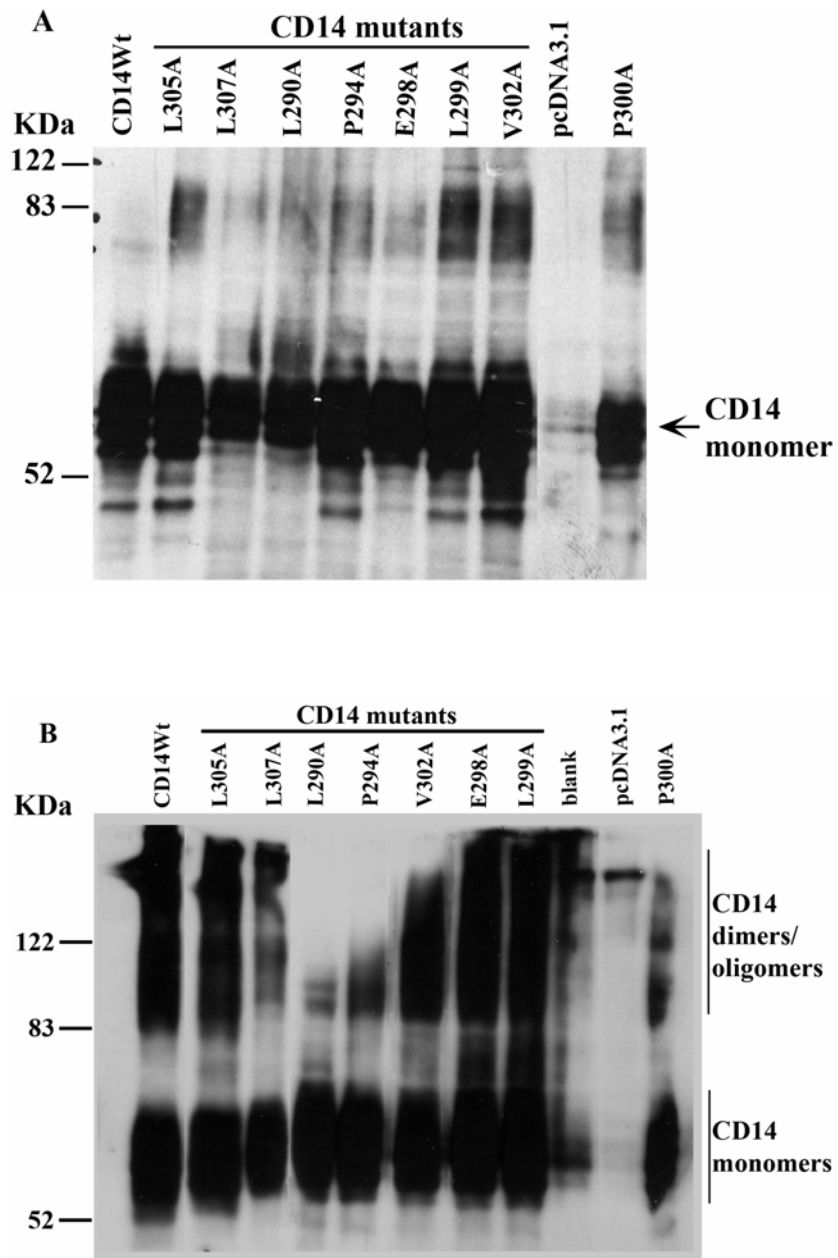 A
CD14 mutants
CD14Wt
L305A
L307A
L290A
P294A
E298A
L299A
V302A
pcDNA3.1
P300A
KDa
122
83
52
CD14
monomer
B
CD14 mutants
CD14Wt
L305A
L307A
L290A
P294A
V302A
E298A
L299A
blank
pcDNA3.1
P300A
KDa
122
83
52
CD14
dimers/
oligomers
CD14
monomers